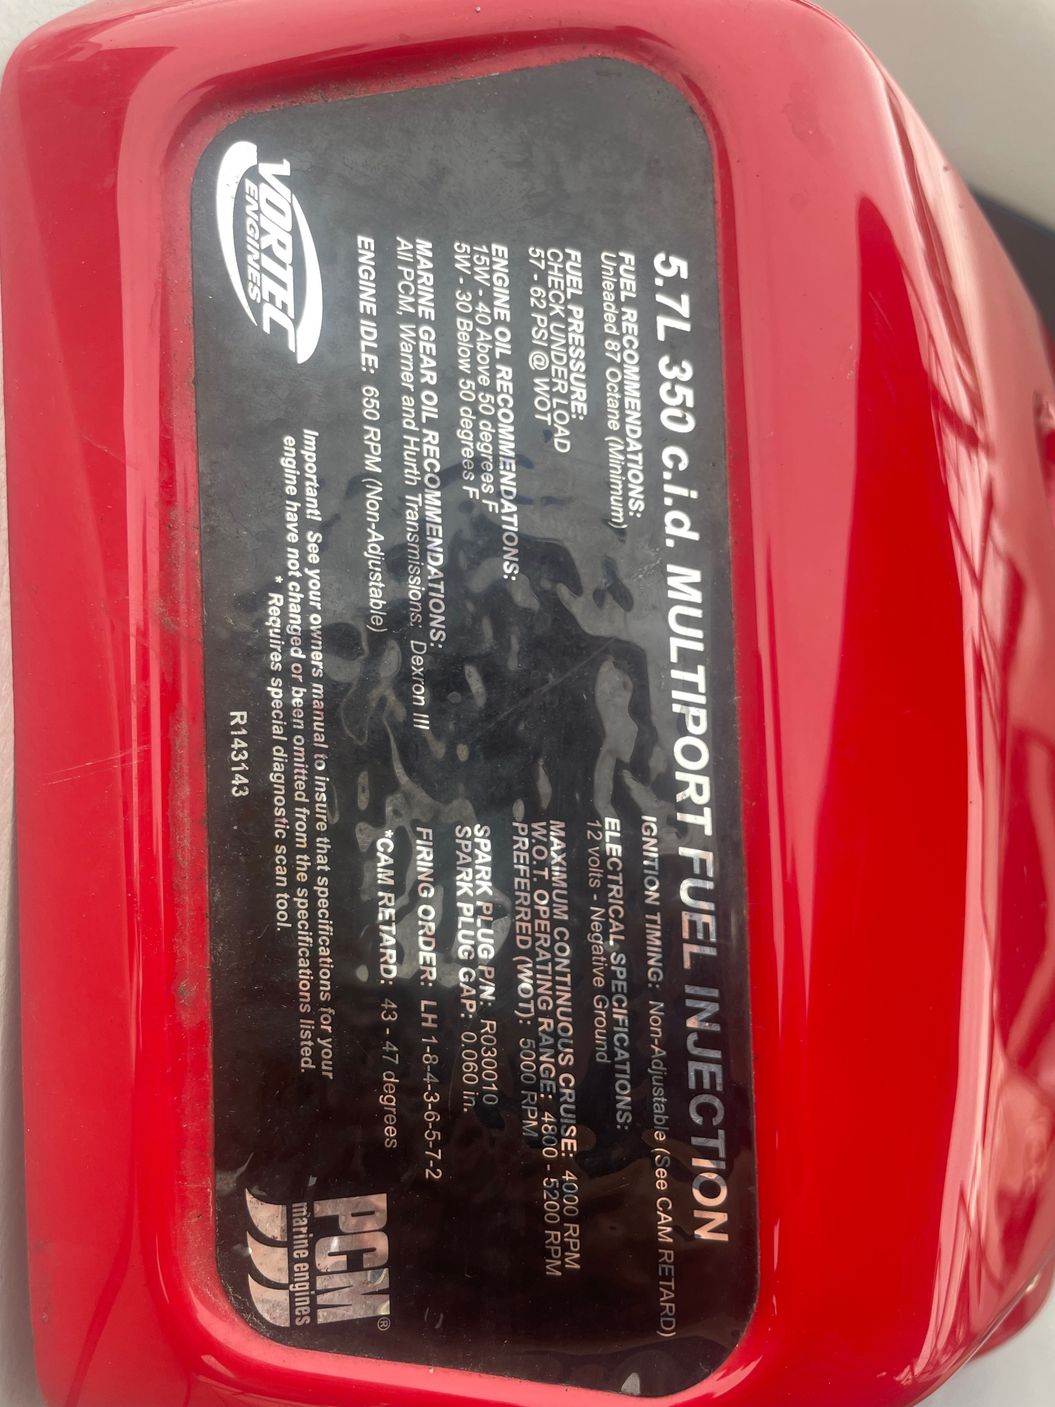 5.7L 350 c.i.d. MULTIPORT FUEL INJECTION
FUEL RECOMMENDATIONS:
Unleaded 87 Octane (Minimum)
FUEL PRESSURE:
CHECK UNDER LOAD
57 - 62 PSI @ WOT
ENGINE OIL RECOMMENDATIONS:
15W - 40 Above 50 degrees F
5W - 30 Below 50 degrees F
MARINE GEAR OIL RECOMMENDATIONS:
All PCM, Warner and Hurth Transmissions: Dexron III
ENGINE IDLE: 650 RPM (Non-Adjustable)
IGNITION TIMING: Non-Adjustable (See CAM RETARD)
ELECTRICAL SPECIFICATIONS:
12 volts - Negative Ground
MAXIMUM CONTINUOUS CRUISE: 4000 RPM
W.O.T. OPERATING RANGE: 4800 - 5200 RPM
PREFERRED (WOT): 5000 RPM
SPARK PLUG P/N: R030010
SPARK PLUG GAP: 0.060 in.
FIRING ORDER: LH 1-8-4-3-6-5-7-2
*CAM RETARD: 43 - 47 degrees
Important! See your owners manual to insure that specifications for your
engine have not changed or been omitted from the specifications listed.
* Requires special diagnostic scan tool.
R143143
VORTEC
ENGINES
PCM®
marine engines